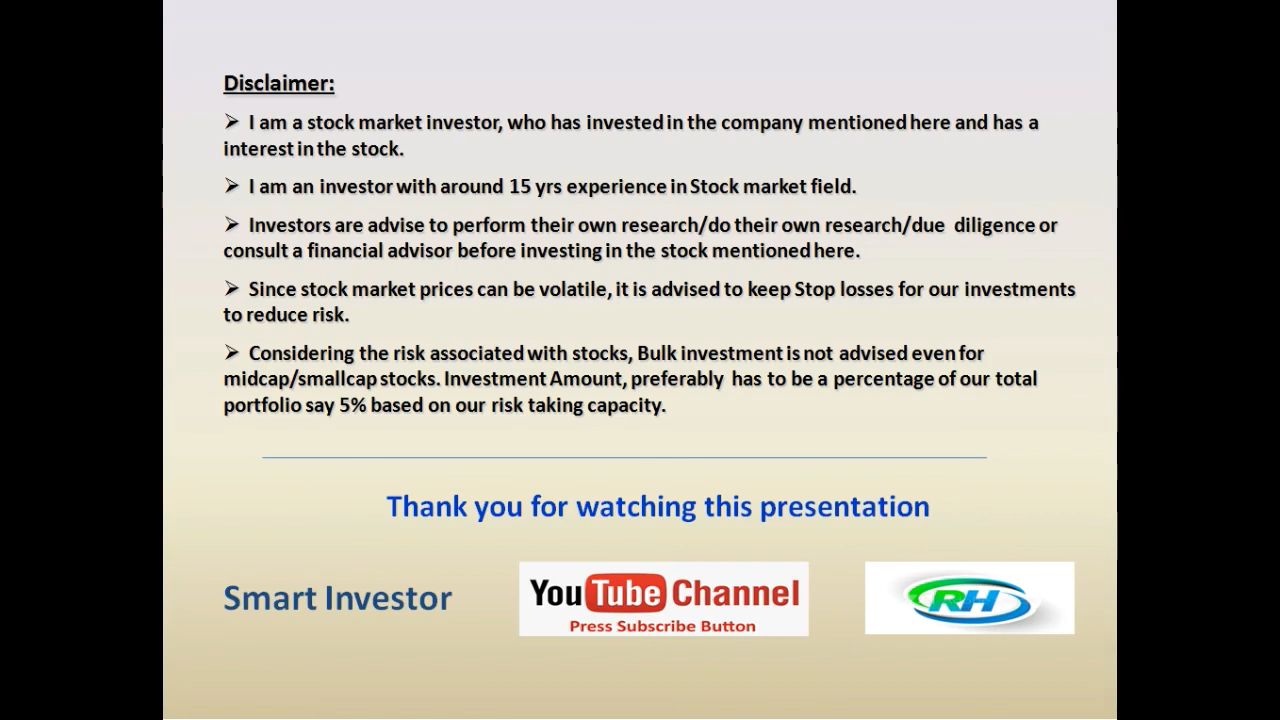 Disclaimer:
➢ I am a stock market investor, who has invested in the company mentioned here and has a
interest in the stock.
➢ I am an investor with around 15 yrs experience in Stock market field.
➢ Investors are advise to perform their own research/do their own research/due diligence or
consult a financial advisor before investing in the stock mentioned here.
➢ Since stock market prices can be volatile, it is advised to keep Stop losses for our investments
to reduce risk.
➢ Considering the risk associated with stocks, Bulk investment is not advised even for
midcap/smallcap stocks. Investment Amount, preferably has to be a percentage of our total
portfolio say 5% based on our risk taking capacity.
Thank you for watching this presentation
Smart Investor
YouTube Channel
Press Subscribe Button
RH